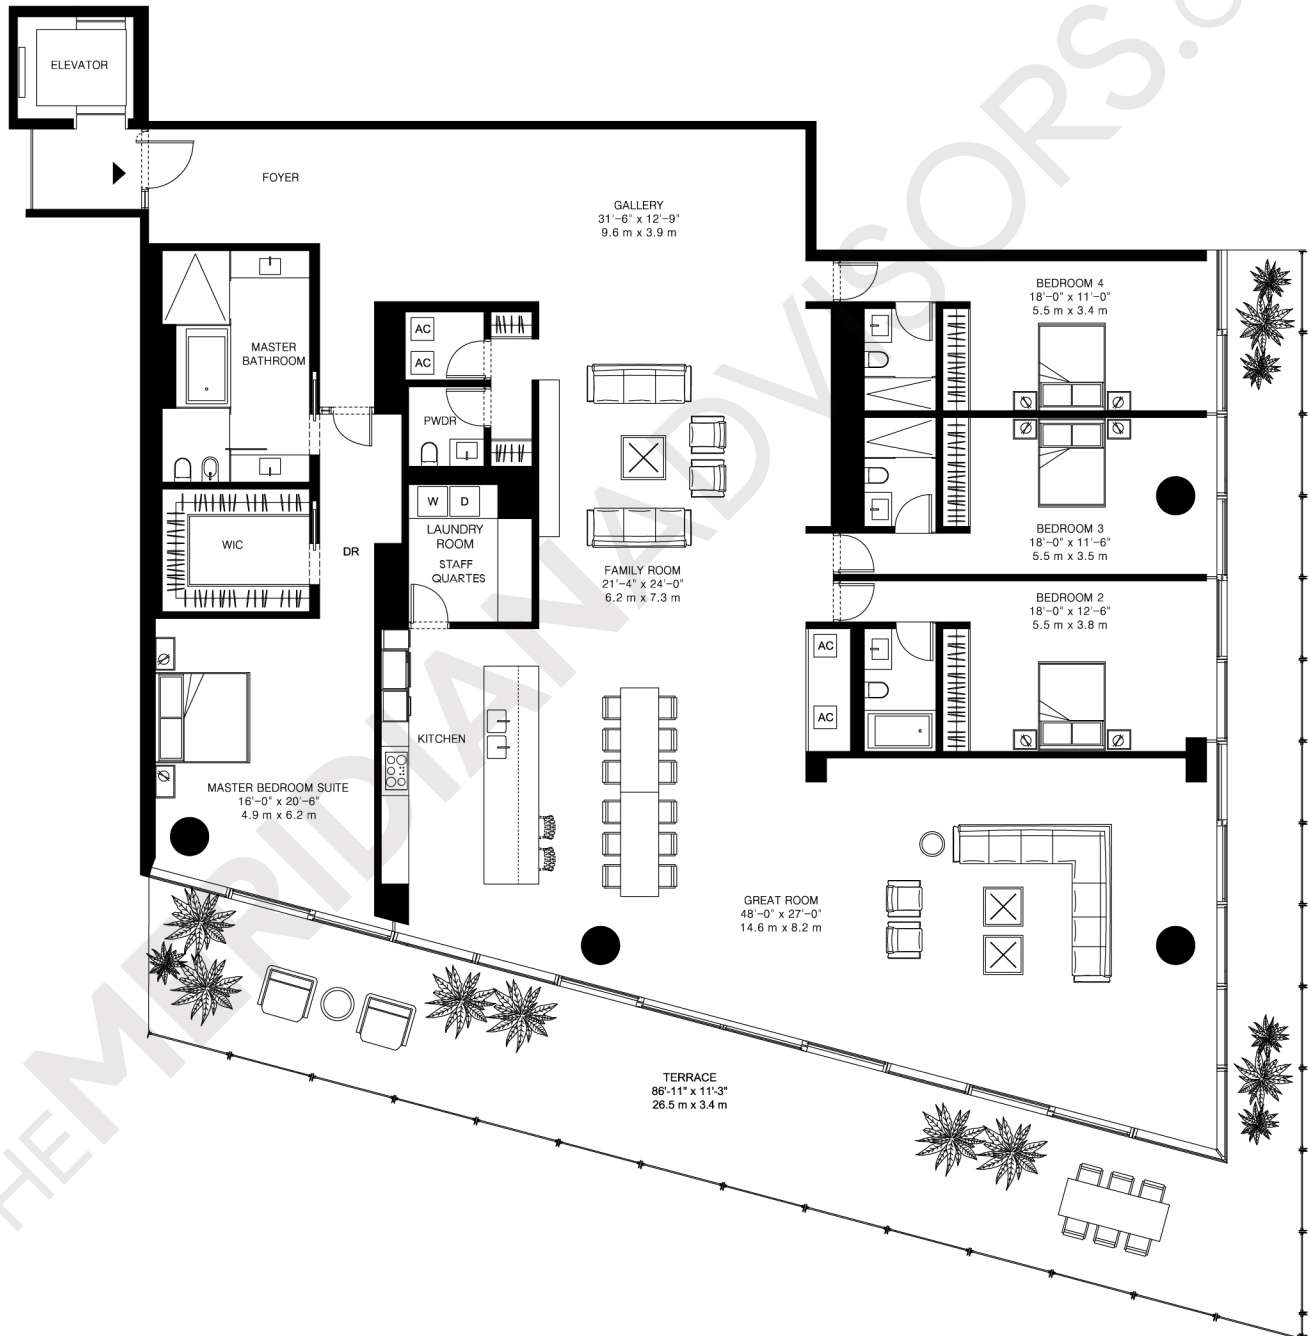 ELEVATOR
FOYER
GALLERY
31'-6" x 12'-9"
9.6 m x 3.9 m
BEDROOM 4
18'-0" x 11'-0"
5.5 m x 3.4 m
AC
AC
MASTER
BATHROOM
PWDR
W D
LAUNDRY
ROOM
STAFF
QUARTES
WIC
DR
FAMILY ROOM
21'-4" x 24'-0"
6.2 m x 7.3 m
BEDROOM 3
18'-0" x 11'-6"
5.5 m x 3.5 m
BEDROOM 2
18'-0" x 12'-6"
5.5 m x 3.8 m
AC
AC
KITCHEN
MASTER BEDROOM SUITE
16'-0" x 20'-6"
4.9 m x 6.2 m
GREAT ROOM
48'-0" x 27'-0"
14.6 m x 8.2 m
TERRACE
86'-11" x 11'-3"
26.5 m x 3.4 m
THEMERIDIANADVISORS.C